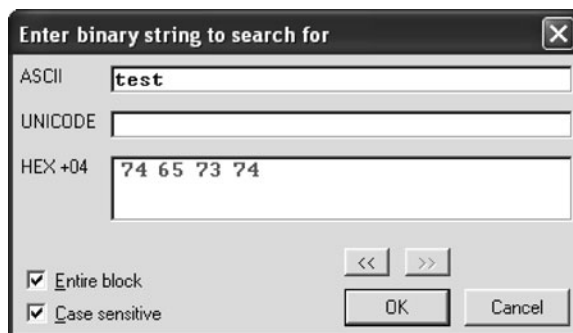 Enter binary string to search for
ASCII test
UNICODE
HEX +04 74 65 73 74
<< >>
Entire block
Case sensitive OK Cancel